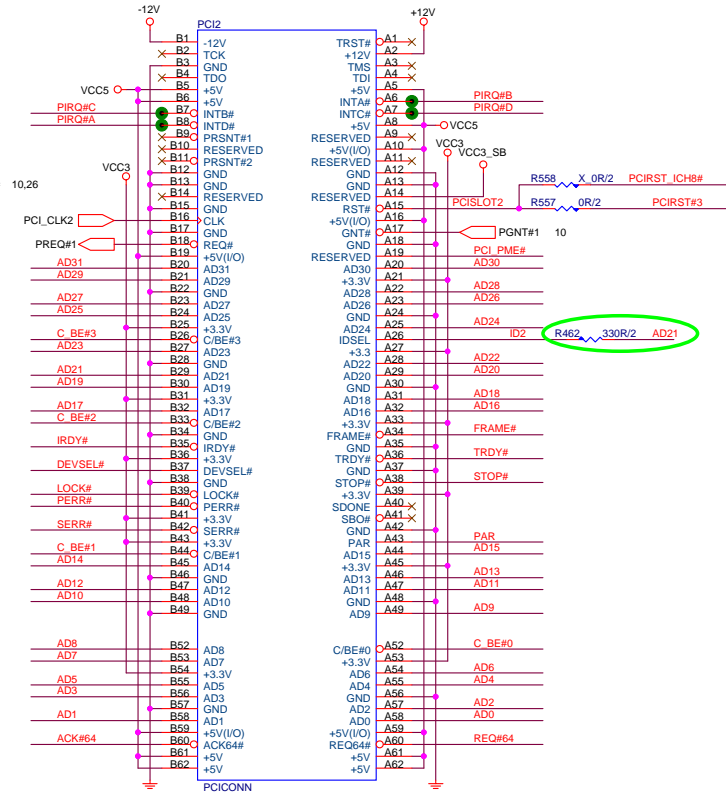 -12V
+12V
PCI2
B1 -12V TRST# A1
B2 TCK +12V A2
B3 GND TMS A3
B4 TDO TDI A4
VCC5 B5 +5V +5V A5
B6 +5V INTA# A6 PIRQ#B
PIRQ#C B7 INTB# INTC# A7 PIRQ#D
PIRQ#A B8 INTD# +5V A8 VCC5
B9 PRSNT#1 RESERVED A9
B10 RESERVED +5V(I/O) A10
VCC3 VCC3_SB
B11 PRSNT#2 RESERVED A11
VCC3
B12 GND GND A12
10,26 B13 GND GND A13 R558 X_0R/2 PCIRST_ICH8#
B14 RESERVED RESERVED A14
B15 GND RST# A15 PCISLOT2 R557 0R/2 PCIRST#3
PCI_CLK2 B16 CLK +5V(I/O) A16
B17 GND GNT# A17 PGNT#1 10
PREQ#1 B18 REQ# GND A18
B19 +5V(I/O) RESERVED A19 PCI_PME#
AD31 B20 AD31 AD30 A20 AD30
AD29 B21 AD29 +3.3V A21
B22 GND AD28 A22 AD28
AD27 B23 AD27 AD26 A23 AD26
AD25 B24 AD25 GND A24
B25 +3.3V AD24 A25 AD24
C_BE#3 B26 C/BE#3 IDSEL A26 ID2 R462 330R/2 AD21
AD23 B27 AD23 +3.3 A27
B28 GND AD22 A28 AD22
AD21 B29 AD21 AD20 A29 AD20
AD19 B30 AD19 GND A30
B31 +3.3V AD18 A31 AD18
AD17 B32 AD17 AD16 A32 AD16
C_BE#2 B33 C/BE#2 +3.3V A33
B34 GND FRAME# A34 FRAME#
IRDY# B35 IRDY# GND A35
B36 +3.3V TRDY# A36 TRDY#
DEVSEL# B37 DEVSEL# GND A37
B38 GND STOP# A38 STOP#
LOCK# B39 LOCK# +3.3V A39
PERR# B40 PERR# SDONE A40
B41 +3.3V SBO# A41
SERR# B42 SERR# GND A42
B43 +3.3V PAR A43 PAR
C_BE#1 B44 C/BE#1 AD15 A44 AD15
AD14 B45 AD14 +3.3V A45
B46 GND AD13 A46 AD13
AD12 B47 AD12 AD11 A47 AD11
AD10 B48 AD10 GND A48
B49 GND AD9 A49 AD9
AD8 B52 AD8 C/BE#0 A52 C_BE#0
AD7 B53 AD7 +3.3V A53
B54 +3.3V AD6 A54 AD6
AD5 B55 AD5 AD4 A55 AD4
AD3 B56 AD3 GND A56
B57 GND AD2 A57 AD2
AD1 B58 AD1 AD0 A58 AD0
B59 +5V(I/O) +5V(I/O) A59
ACK#64 B60 ACK64# REQ64# A60 REQ#64
B61 +5V +5V A61
B62 +5V +5V A62
PCICONN